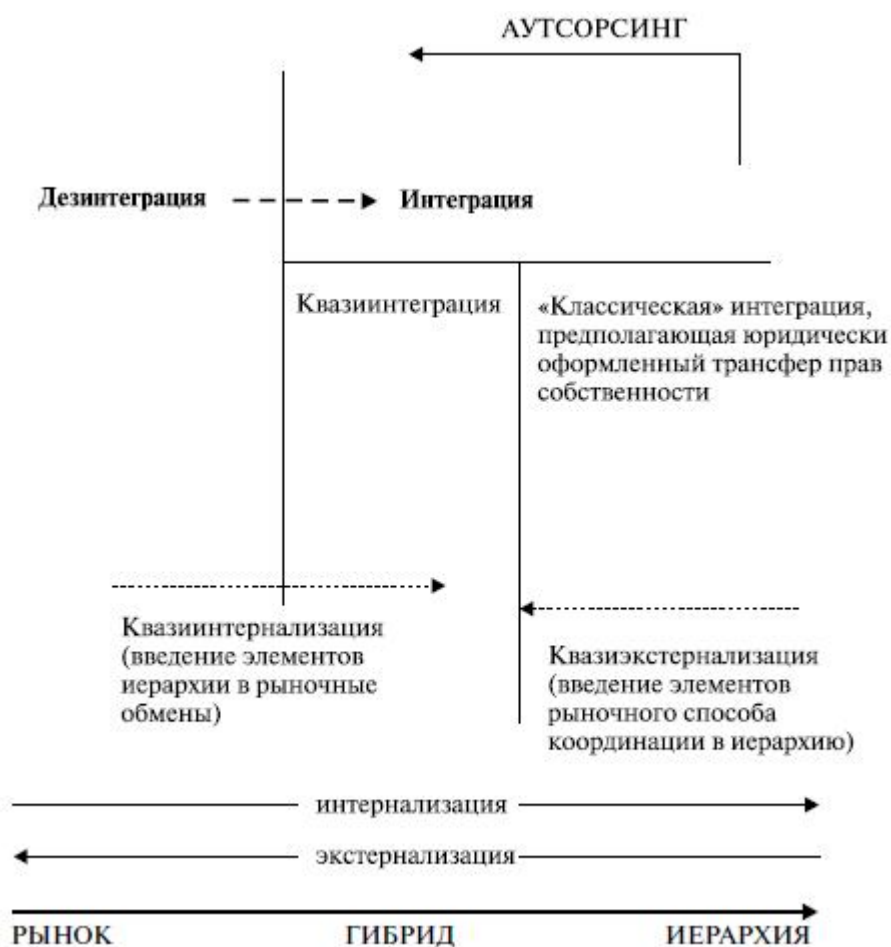 АУТСОРСИНГ
Дезинтеграция
Интеграция
Квазиинтеграция
«Классическая» интеграция,
предполагающая юридически
оформленный трансфер прав
собственности
Квазиинтернализация
(введение элементов
иерархии в рыночные
обмены)
Квазиэкстернализация
(введение элементов
рыночного способа
координации в иерархию)
интернализация
экстернализация
РЫНОК ГИБРИД ИЕРАРХИЯ